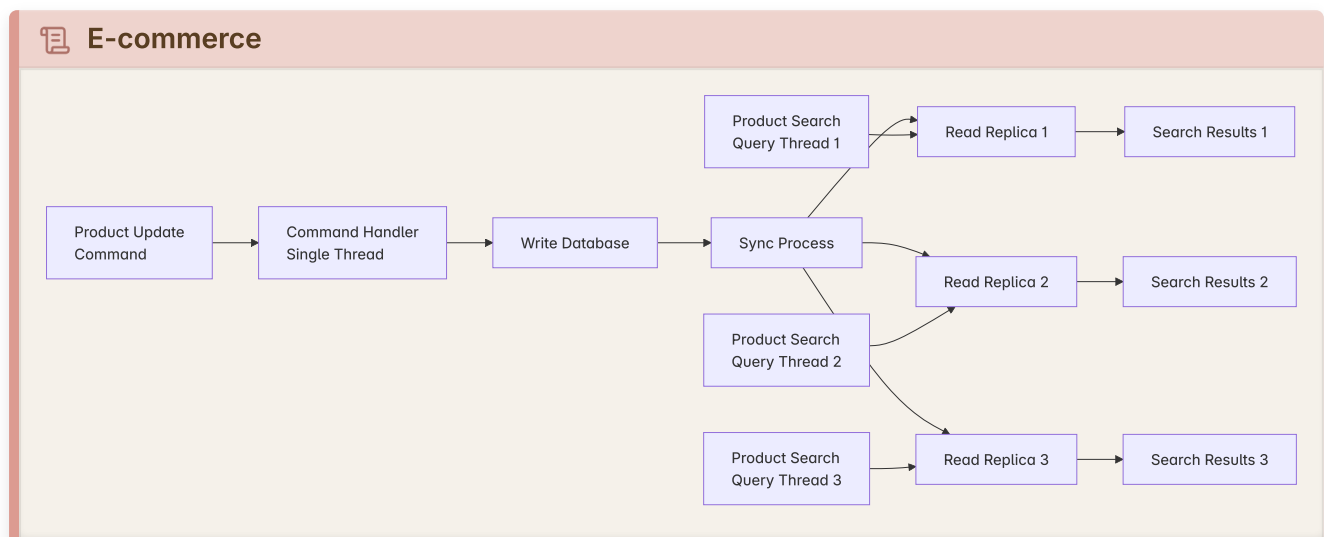 E-commerce
Product Search
Query Thread 1
Read Replica 1
Search Results 1
Product Update
Command
Command Handler
Single Thread
Write Database
Sync Process
Read Replica 2
Search Results 2
Product Search
Query Thread 2
Product Search
Query Thread 3
Read Replica 3
Search Results 3